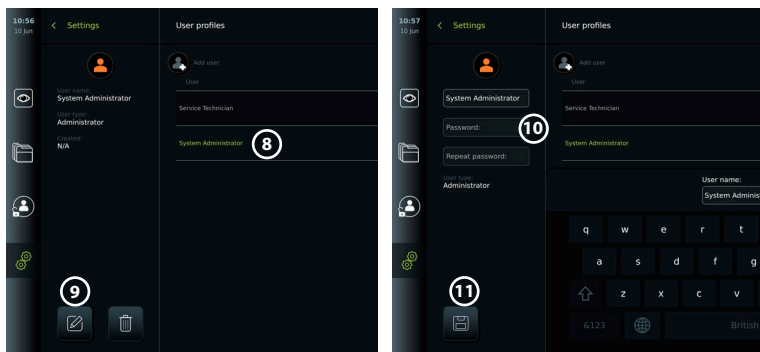 10:56
10 Jun
Settings
User profiles
Add user
User
User name:
System Administrator
User type:
Administrator
Created:
N/A
Service Technician
System Administrator
8
9
10:57
10 Jun
Settings
User profiles
Add user
User
System Administrator
Password:
10
Repeat password:
User type:
Administrator
Service Technician
System Administrator
User name:
System Adminis
q w e r t
a s d f g
z x c v
&123
British
11